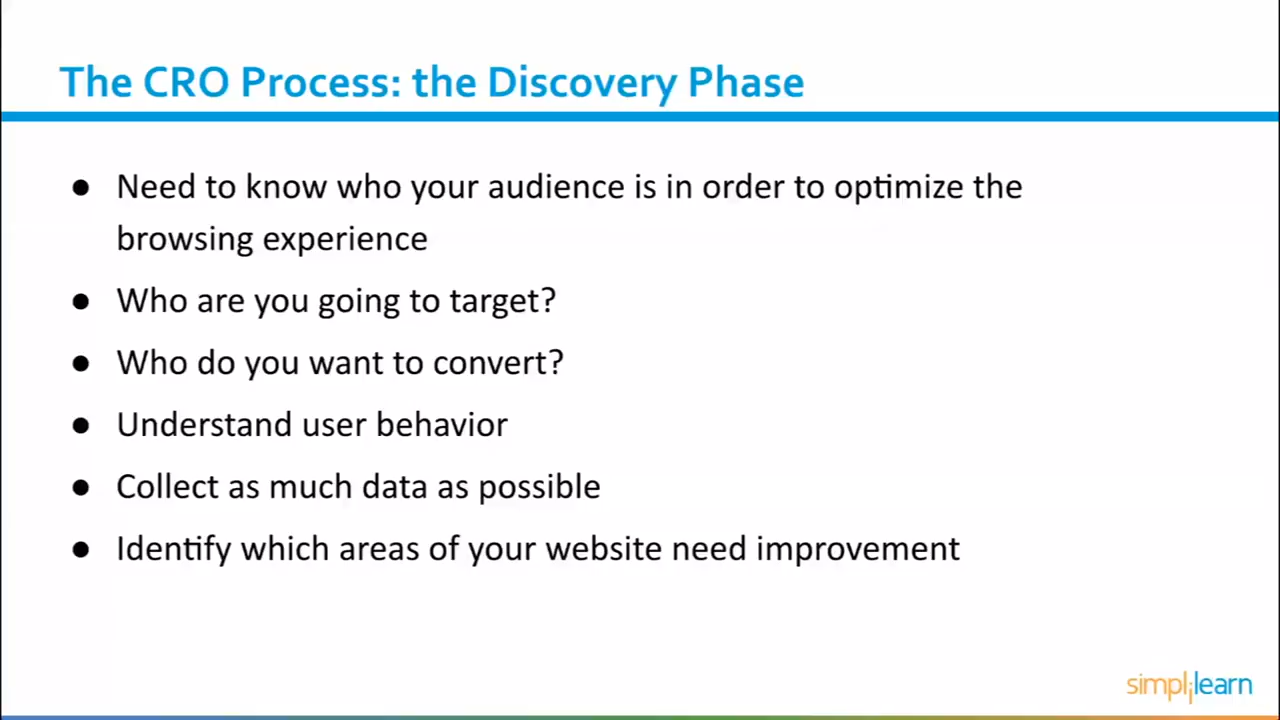 The CRO Process: the Discovery Phase
● Need to know who your audience is in order to optimize the
browsing experience
● Who are you going to target?
● Who do you want to convert?
● Understand user behavior
● Collect as much data as possible
● Identify which areas of your website need improvement
simplilearn